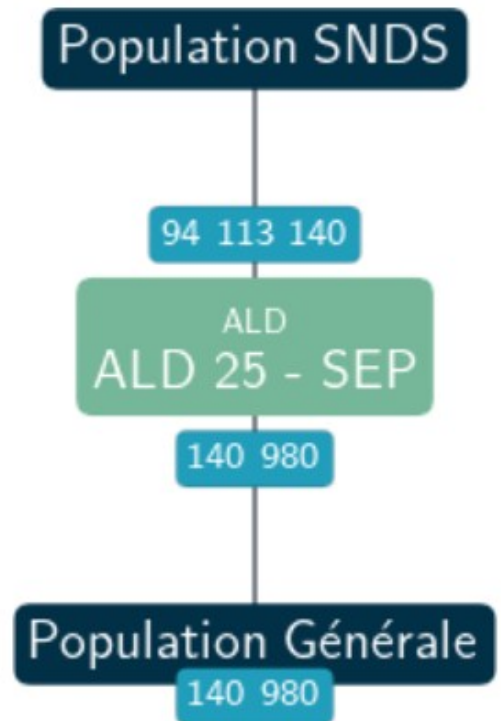 Population SNDS
94 113 140
ALD
ALD 25 - SEP
140 980
Population Générale
140 980